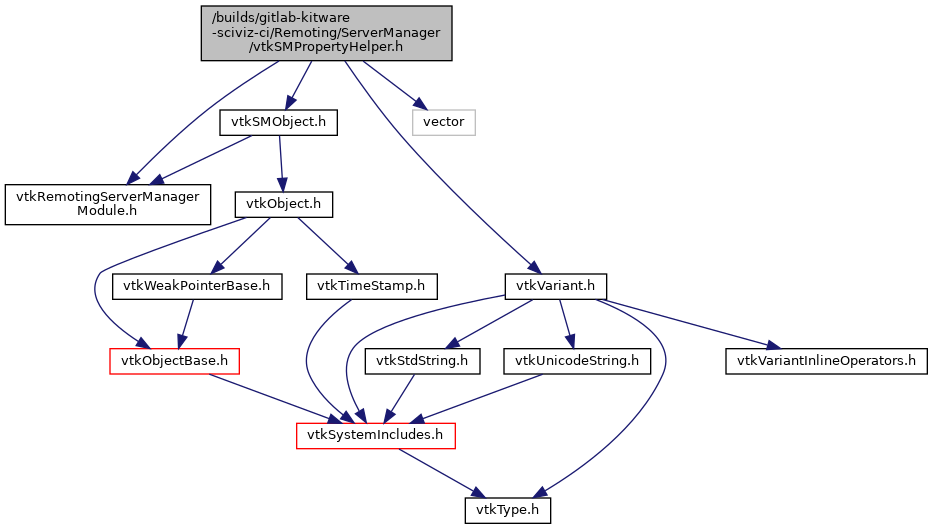 /builds/gitlab-kitware
-sciviz-ci/Remoting/ServerManager
/vtkSMPropertyHelper.h
vtkSMObject.h
vector
vtkRemotingServerManager
Module.h
vtkObject.h
vtkWeakPointerBase.h
vtkTimeStamp.h
vtkVariant.h
vtkObjectBase.h
vtkStdString.h
vtkUnicodeString.h
vtkVariantInlineOperators.h
vtkSystemIncludes.h
vtkType.h